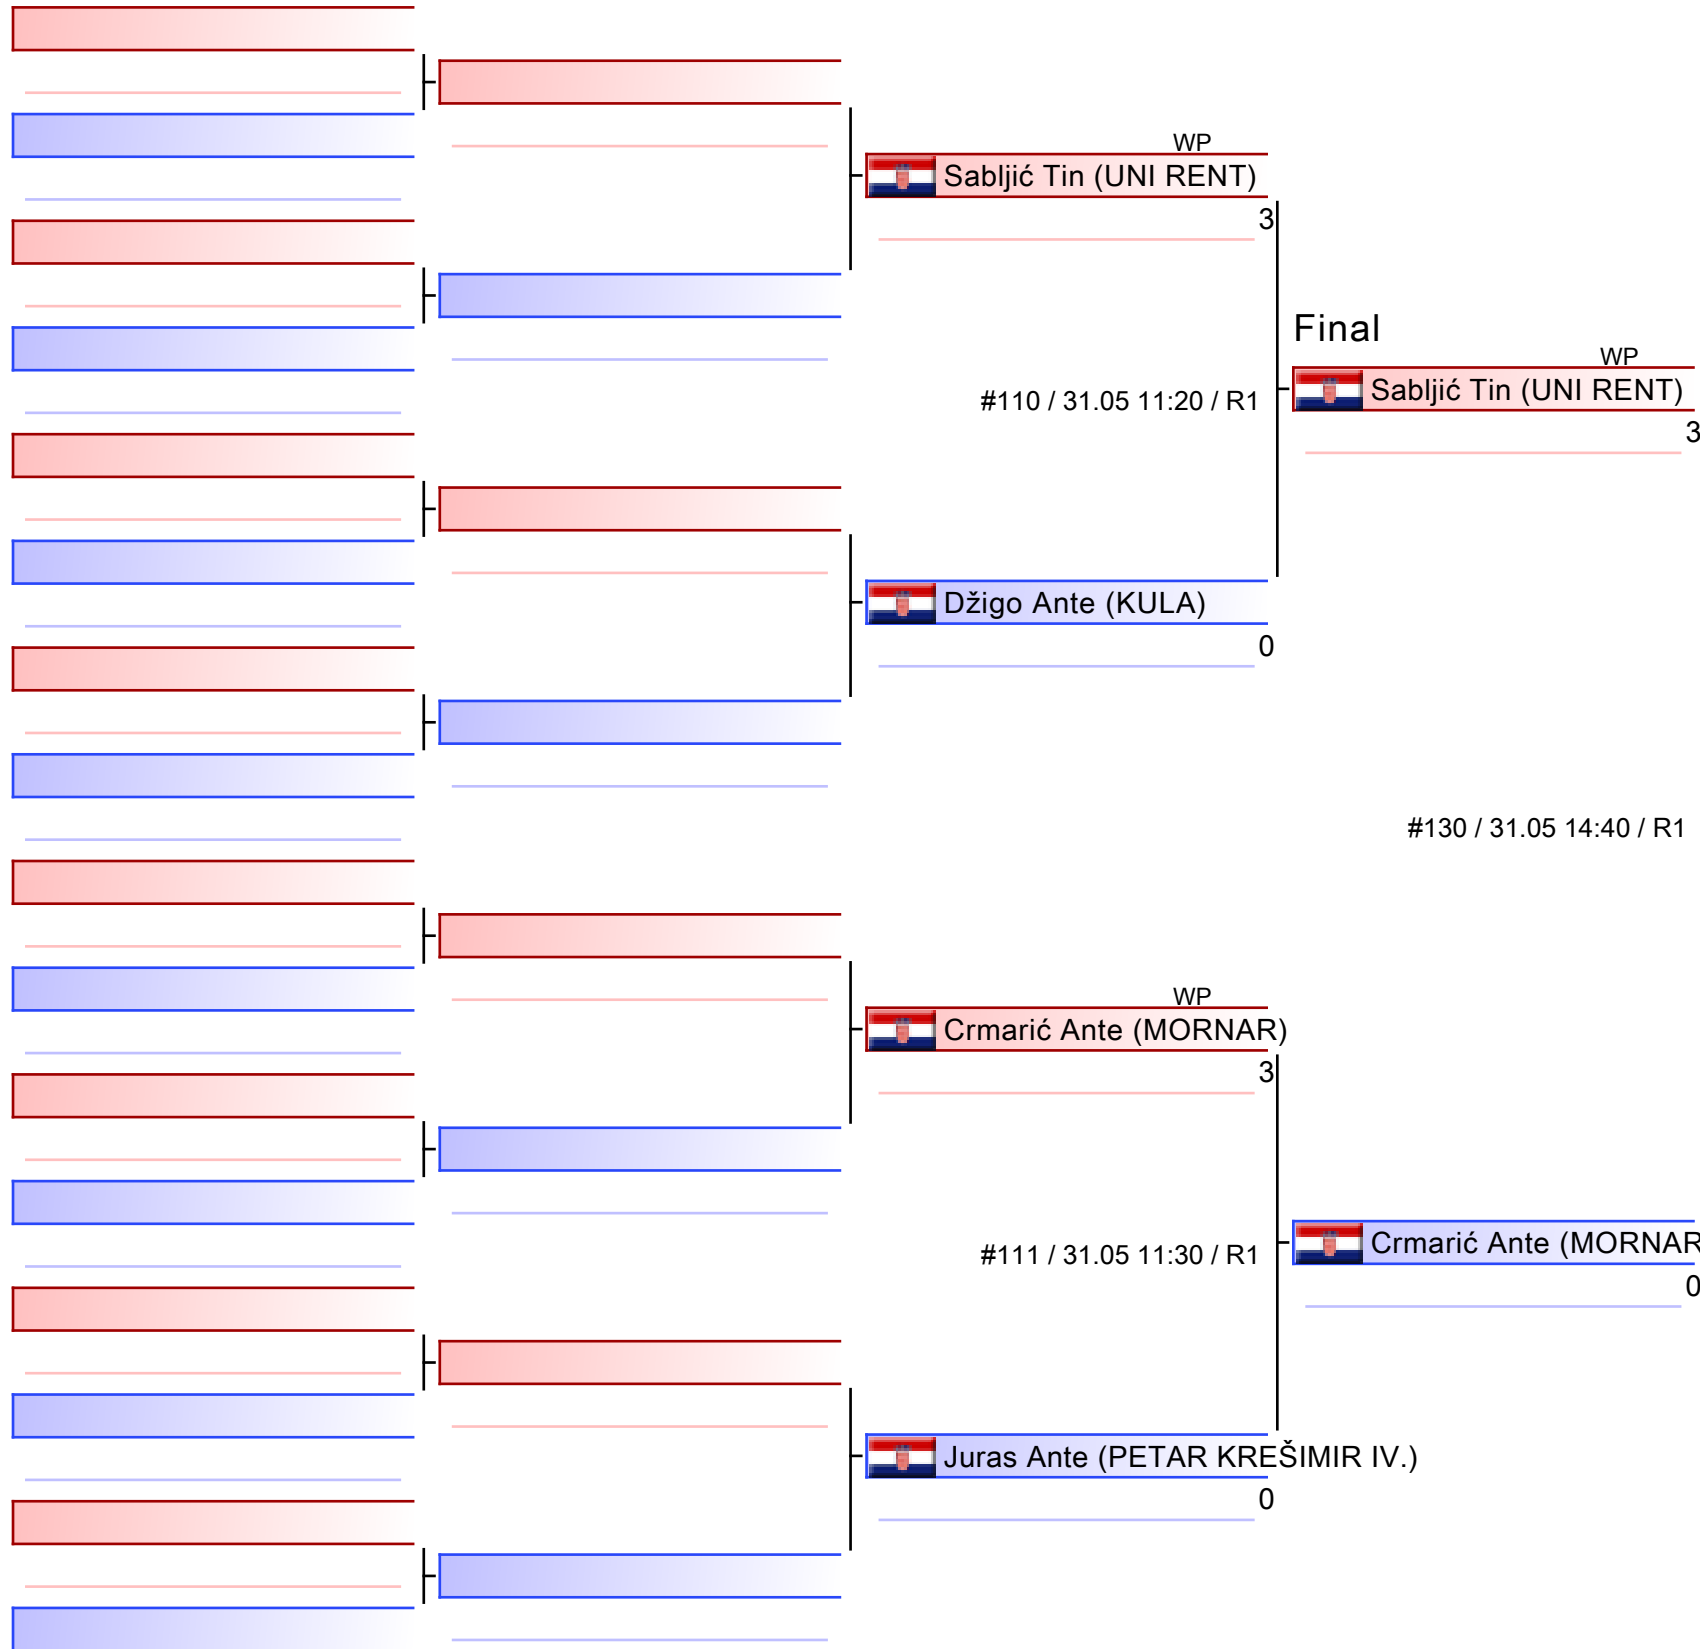 WP
Sabljić Tin (UNI RENT)
3
Final
WP
#110 / 31.05 11:20 / R1
Sabljić Tin (UNI RENT)
3
Džigo Ante (KULA)
0
#130 / 31.05 14:40 / R1
WP
Crmarić Ante (MORNAR)
3
#111 / 31.05 11:30 / R1
Crmarić Ante (MORNAR
0
Juras Ante (PETAR KREŠIMIR IV.)
0